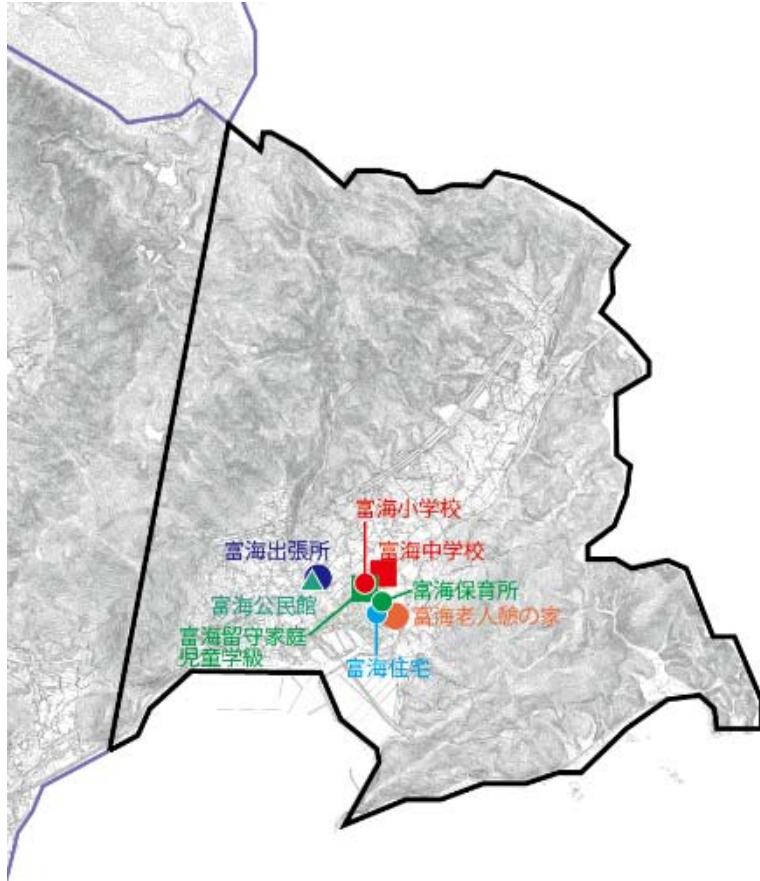 富海小学校
富海出張所
富海中学校
富海保育所
富海公民館
富海老人憩の家
富海留守家庭
児童学級
富海住宅